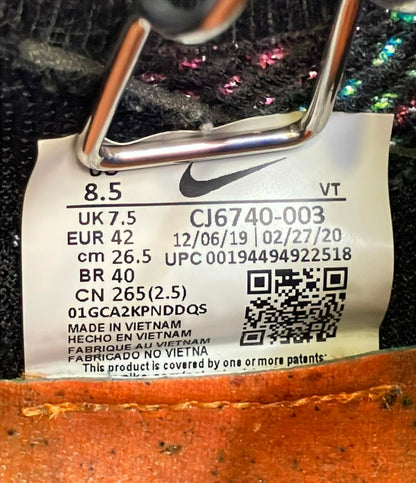 8.5
VT
UK 7.5
CJ6740-003
EUR 42
12/06/19 | 02/27/20
cm 26.5
UPC 00194494922518
BR 40
CN 265(2.5)
01GCA2KPNDDQS
MADE IN VIETNAM
HECHO EN VIETNAM
FABRIQUE AU VIETNAM
FABRICADO NO VIETNA
This product is covered by one or more patents: